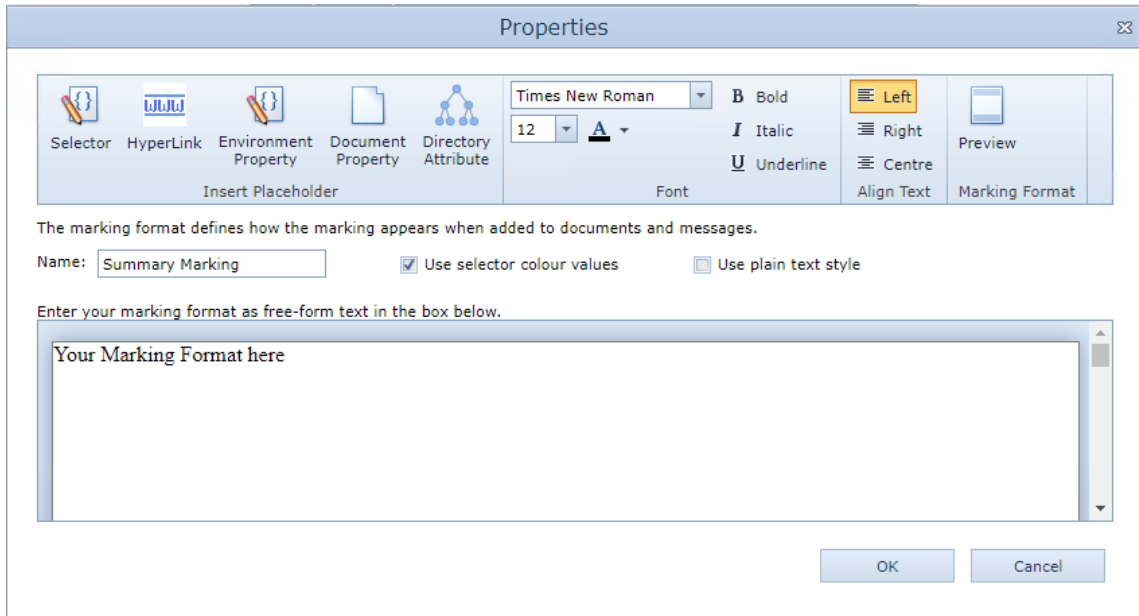 Properties
Times New Roman
B Bold
Left
12
A
I Italic
Right
Selector
HyperLink
Environment
Property
Document
Property
Directory
Attribute
U Underline
Centre
Preview
Insert Placeholder
Font
Align Text
Marking Format
The marking format defines how the marking appears when added to documents and messages.
Name: Summary Marking
Use selector colour values
Use plain text style
Enter your marking format as free-form text in the box below.
Your Marking Format here
OK
Cancel